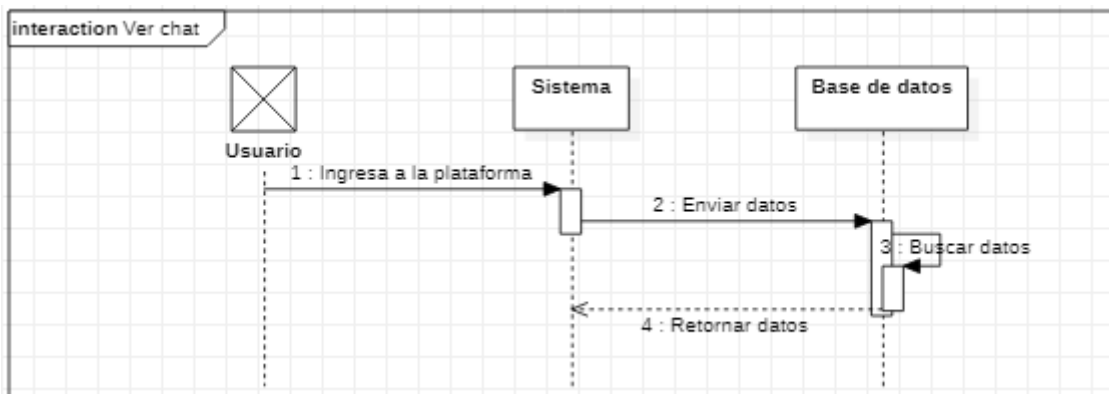 interaction Ver chat
Sistema
Base de datos
Usuario
1 : Ingresa a la plataforma
2 : Enviar datos
3 : Buscar datos
4 : Retornar datos